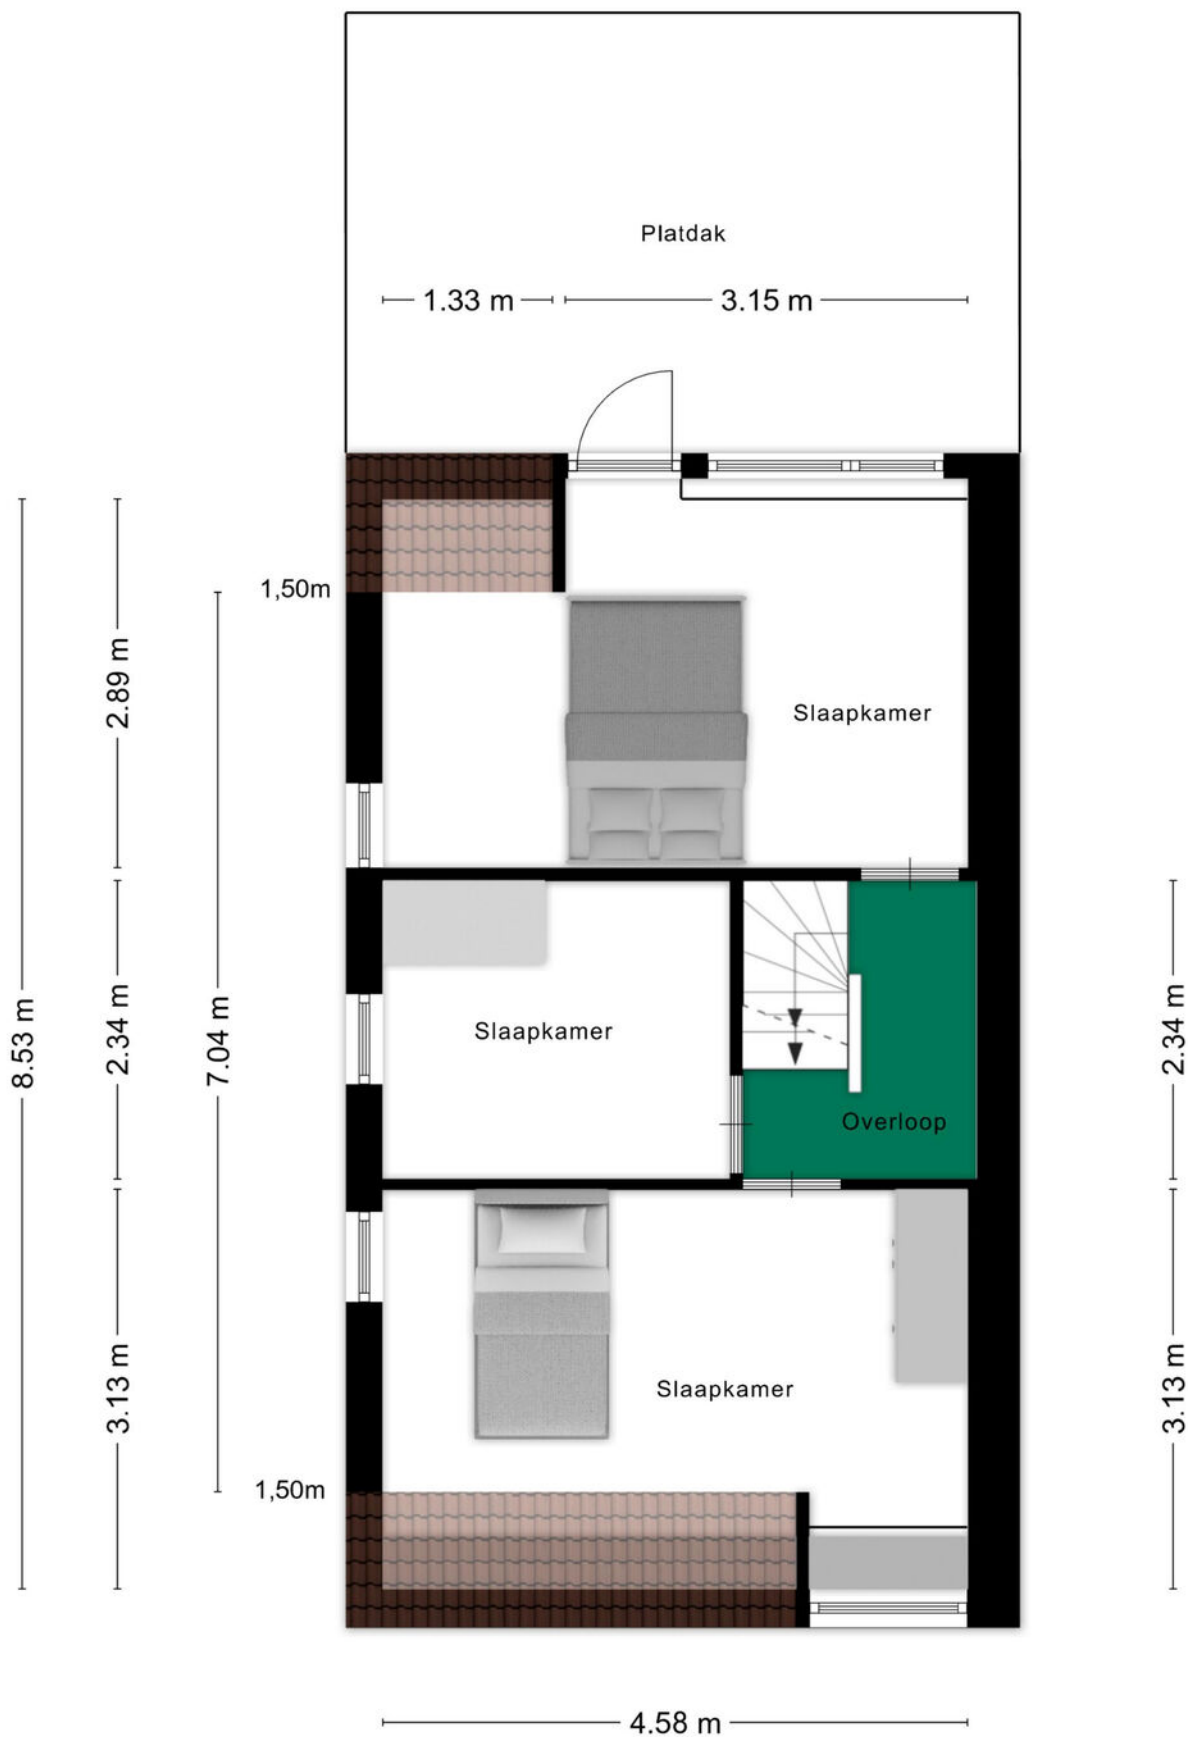 Platdak
1.33 m
3.15 m
1,50m
2.89 m
Slaapkamer
8.53 m
2.34 m
7.04 m
Slaapkamer
2.34 m
Overloop
3.13 m
Slaapkamer
3.13 m
1,50m
4.58 m